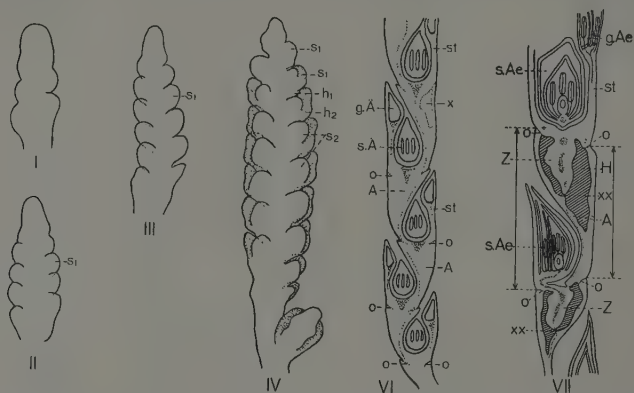 I
II
s1
III
s1
IV
s1
s1
h1
h2
s2
VI
st
x
g.Ä
s.Ä
o
A
st
o
A
o
o
o
VII
g.Ae
s.Ae
st
o
o
Z
H
xx
A
s.Ae
o
o
Z
xx